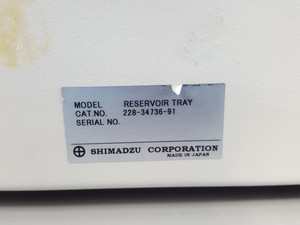 MODEL RESERVOIR TRAY
CAT.NO. 228-34736-91
SERIAL NO.
SHIMADZU CORPORATION
MADE IN JAPAN